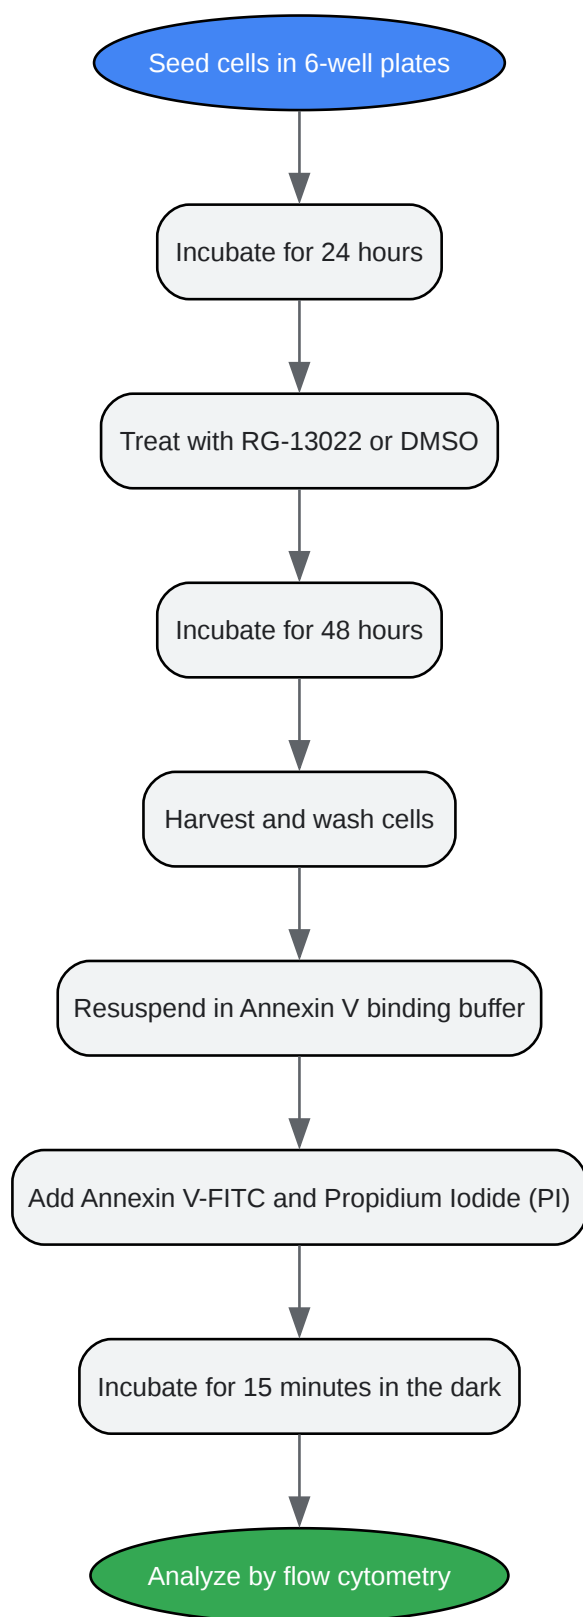 Seed cells in 6-well plates
Incubate for 24 hours
Treat with RG-13022 or DMSO
Incubate for 48 hours
Harvest and wash cells
Resuspend in Annexin V binding buffer
Add Annexin V-FITC and Propidium Iodide (PI)
Incubate for 15 minutes in the dark
Analyze by flow cytometry